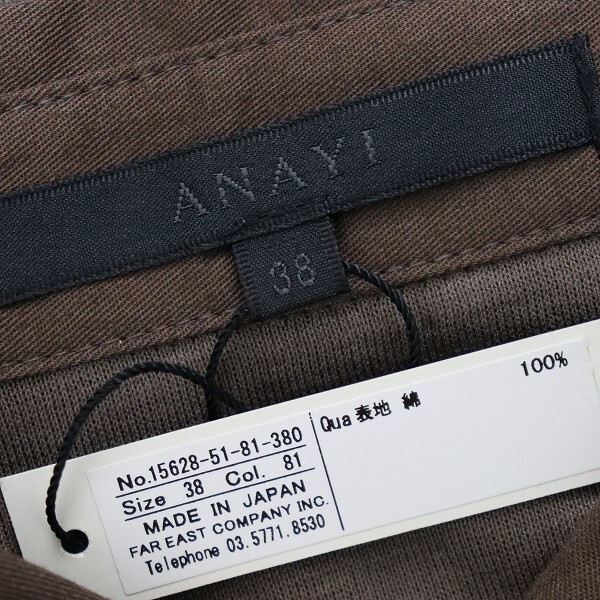 ANAYI
38
No.15628-51-81-380
Size 38 Col. 81
MADE IN JAPAN
FAR EAST COMPANY INC.
Telephone 03.5771.8530
Qua 表地 綿 100%